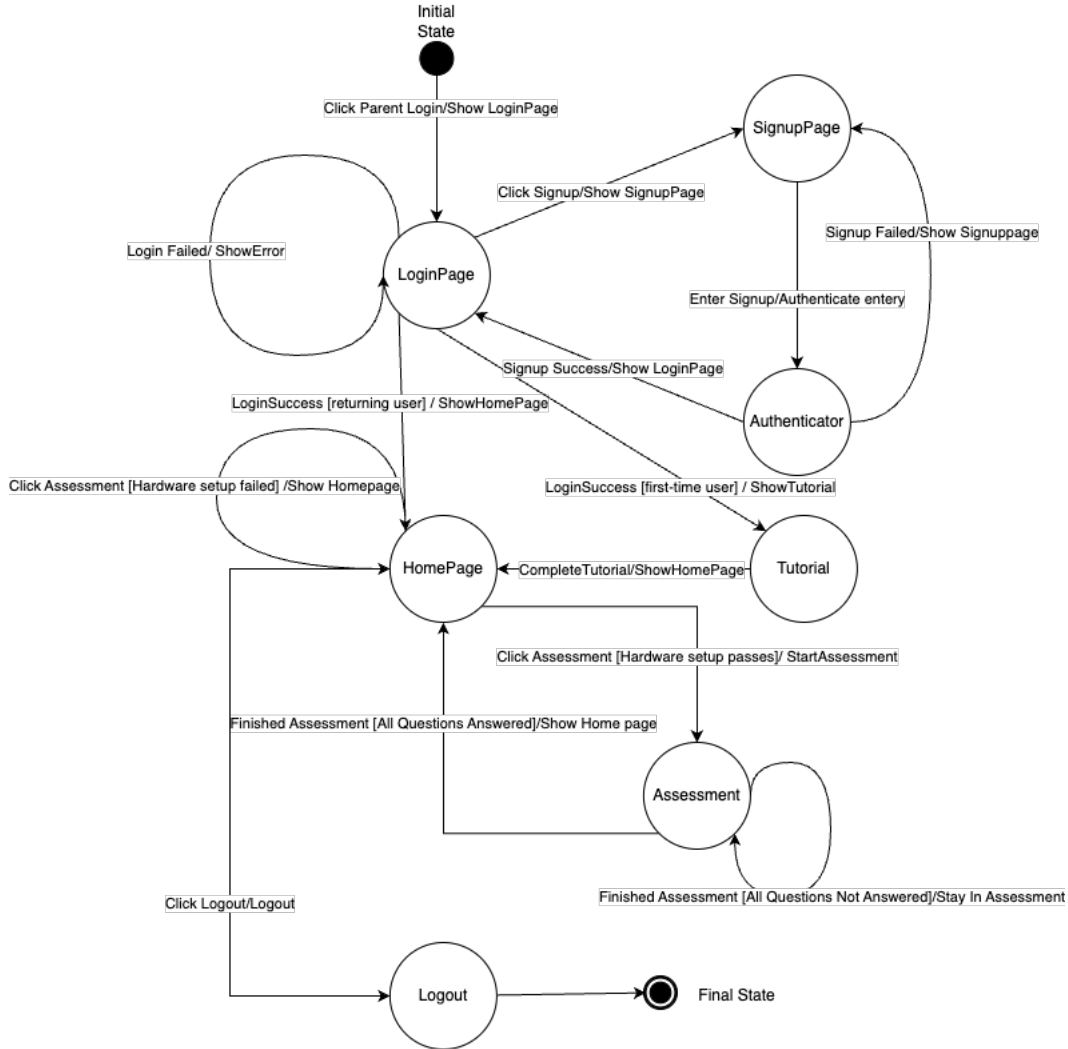 Initial
State
Click Parent Login/Show LoginPage
SignupPage
Click Signup/Show SignupPage
Signup Failed/Show Signuppage
Login Failed/ ShowError
LoginPage
Enter Signup/Authenticate entery
Signup Success/Show LoginPage
LoginSuccess [returning user] / ShowHomePage
Authenticator
Click Assessment [Hardware setup failed] /Show Homepage
LoginSuccess [first-time user] / ShowTutorial
HomePage
CompleteTutorial/ShowHomePage
Tutorial
Click Assessment [Hardware setup passes]/ StartAssessment
Finished Assessment [All Questions Answered]/Show Home page
Assessment
Finished Assessment [All Questions Not Answered]/Stay In Assessment
Click Logout/Logout
Logout
Final State